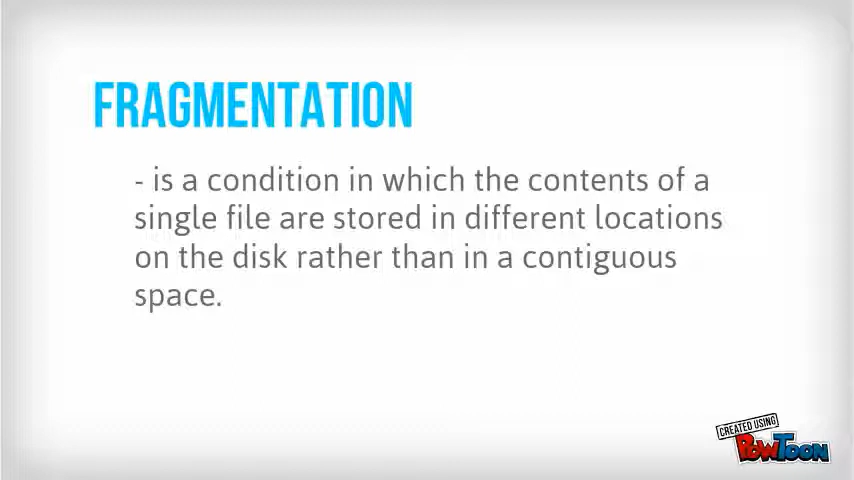 FRAGMENTATION
- is a condition in which the contents of a
single file are stored in different locations
on the disk rather than in a contiguous
space.
CREATED USING
PowToon